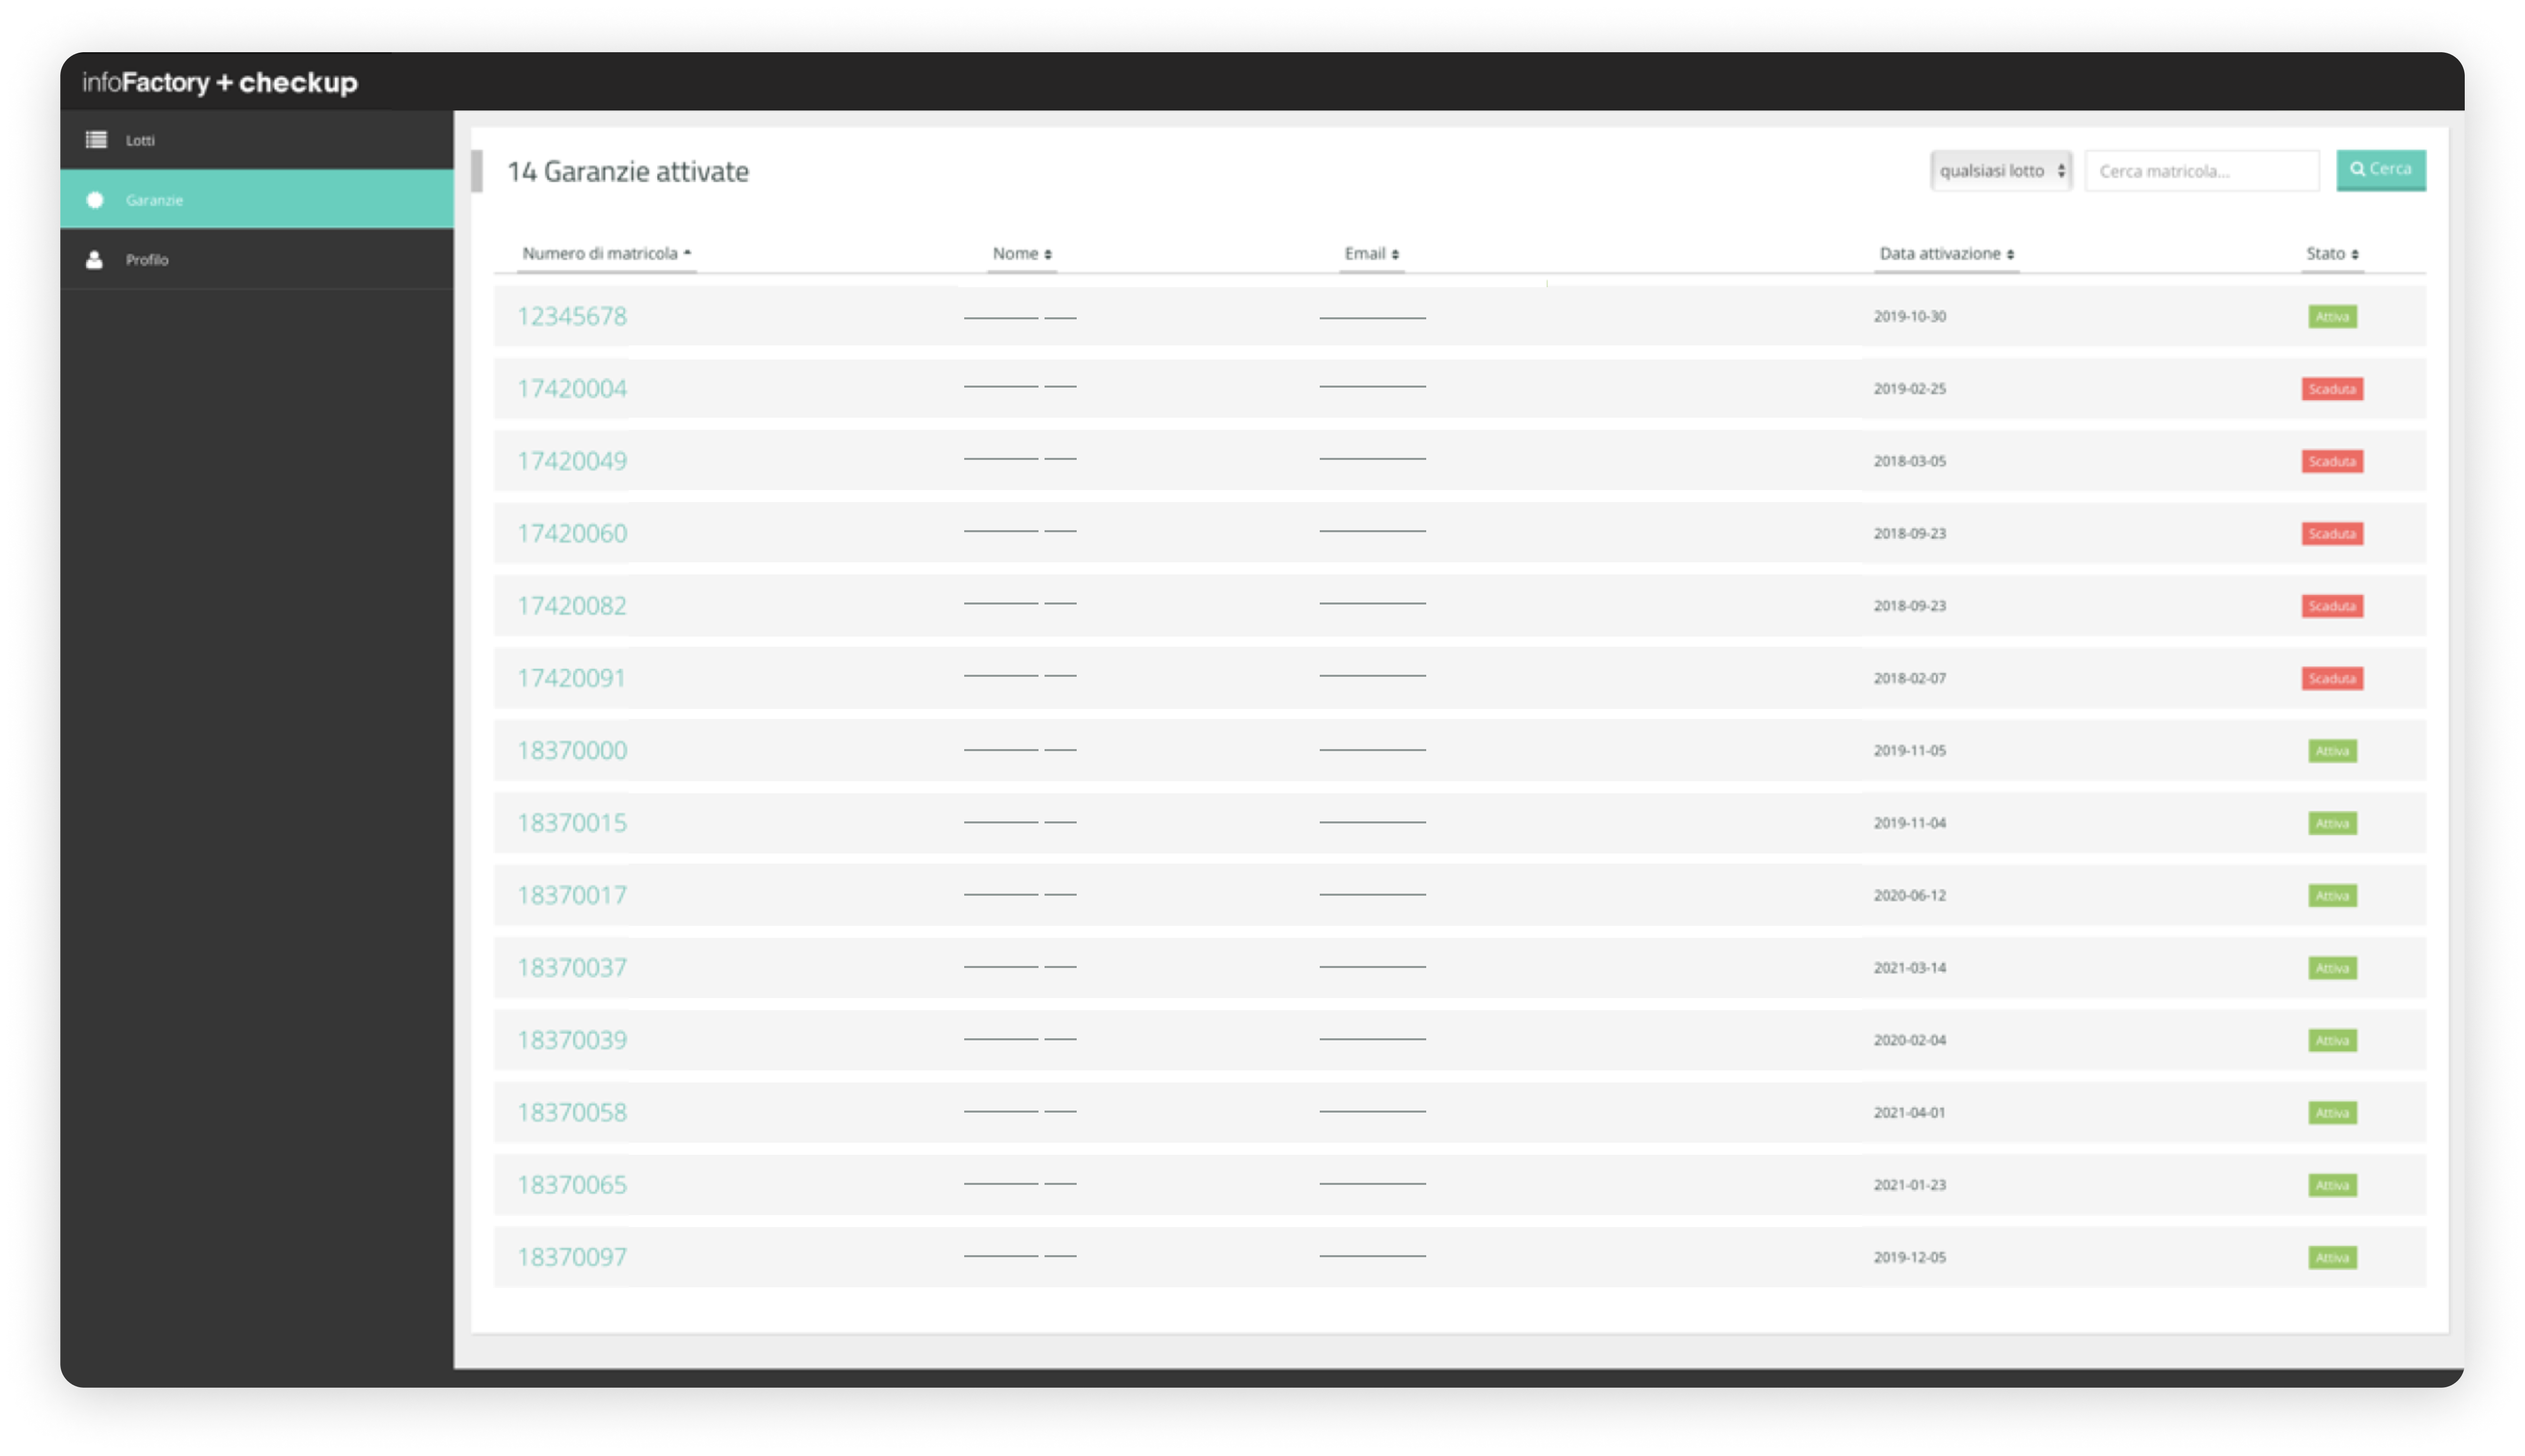 infoFactory + checkup
Lotti
Garanzie
Profilo
14 Garanzie attivate
qualsiasi lotto
Cerca matricola...
Cerca
Numero di matricola Nome Email Data attivazione Stato
12345678 2019-10-30 Attiva
17420004 2019-02-25 Scaduta
17420049 2018-03-05 Scaduta
17420060 2018-09-23 Scaduta
17420082 2018-09-23 Scaduta
17420091 2018-02-07 Scaduta
18370000 2019-11-05 Attiva
18370015 2019-11-04 Attiva
18370017 2020-06-12 Attiva
18370037 2021-03-14 Attiva
18370039 2020-02-04 Attiva
18370058 2021-04-01 Attiva
18370065 2021-01-23 Attiva
18370097 2019-12-05 Attiva